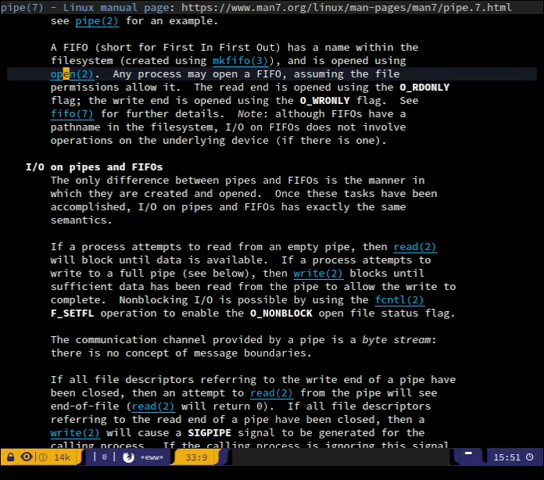 pipe(7) - Linux manual page: https://www.man7.org/linux/man-pages/man7/pipe.7.html
see pipe(2) for an example.
A FIFO (short for First In First Out) has a name within the
filesystem (created using mkfifo(3)), and is opened using
open(2).  Any process may open a FIFO, assuming the file
permissions allow it.  The read end is opened using the O_RDONLY
flag; the write end is opened using the O_WRONLY flag.  See
fifo(7) for further details.  Note: although FIFOs have a
pathname in the filesystem, I/O on FIFOs does not involve
operations on the underlying device (if there is one).
I/O on pipes and FIFOs
The only difference between pipes and FIFOs is the manner in
which they are created and opened.  Once these tasks have been
accomplished, I/O on pipes and FIFOs has exactly the same
semantics.
If a process attempts to read from an empty pipe, then read(2)
will block until data is available.  If a process attempts to
write to a full pipe (see below), then write(2) blocks until
sufficient data has been read from the pipe to allow the write to
complete.  Nonblocking I/O is possible by using the fcntl(2)
F_SETFL operation to enable the O_NONBLOCK open file status flag.
The communication channel provided by a pipe is a byte stream:
there is no concept of message boundaries.
If all file descriptors referring to the write end of a pipe have
been closed, then an attempt to read(2) from the pipe will see
end-of-file (read(2) will return 0).  If all file descriptors
referring to the read end of a pipe have been closed, then a
write(2) will cause a SIGPIPE signal to be generated for the
calling process.  If the calling process is ignoring this signal
14k | 0 *eww* 33:9 15:51